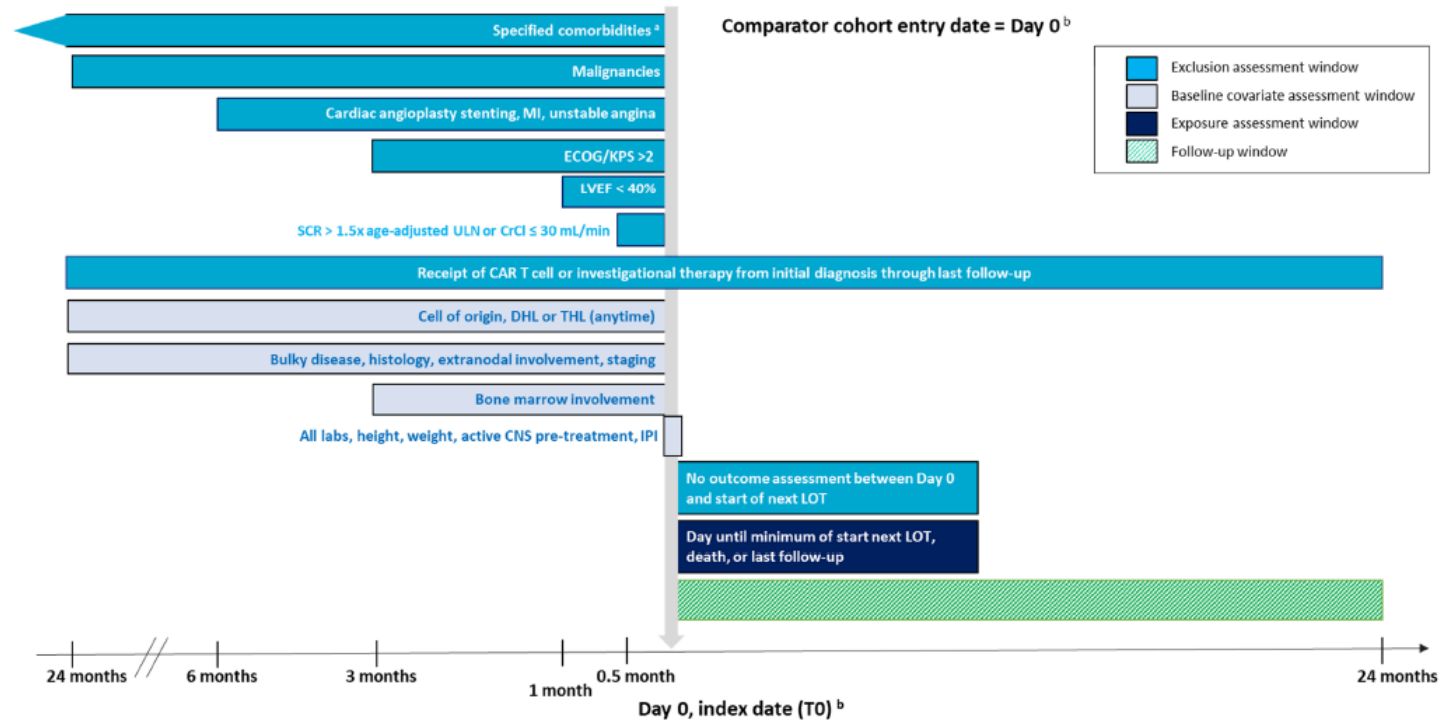 Specified comorbidities a
Comparator cohort entry date = Day 0 b
Malignancies
Exclusion assessment window
Baseline covariate assessment window
Exposure assessment window
Follow-up window
Cardiac angioplasty stenting, MI, unstable angina
ECOG/KPS >2
LVEF < 40%
SCR > 1.5x age-adjusted ULN or CrCl ≤ 30 mL/min
Receipt of CAR T cell or investigational therapy from initial diagnosis through last follow-up
Cell of origin, DHL or THL (anytime)
Bulky disease, histology, extranodal involvement, staging
Bone marrow involvement
All labs, height, weight, active CNS pre-treatment, IPI
No outcome assessment between Day 0
and start of next LOT
Day until minimum of start next LOT,
death, or last follow-up
24 months
6 months
3 months
1 month
0.5 month
24 months
Day 0, index date (T0) b